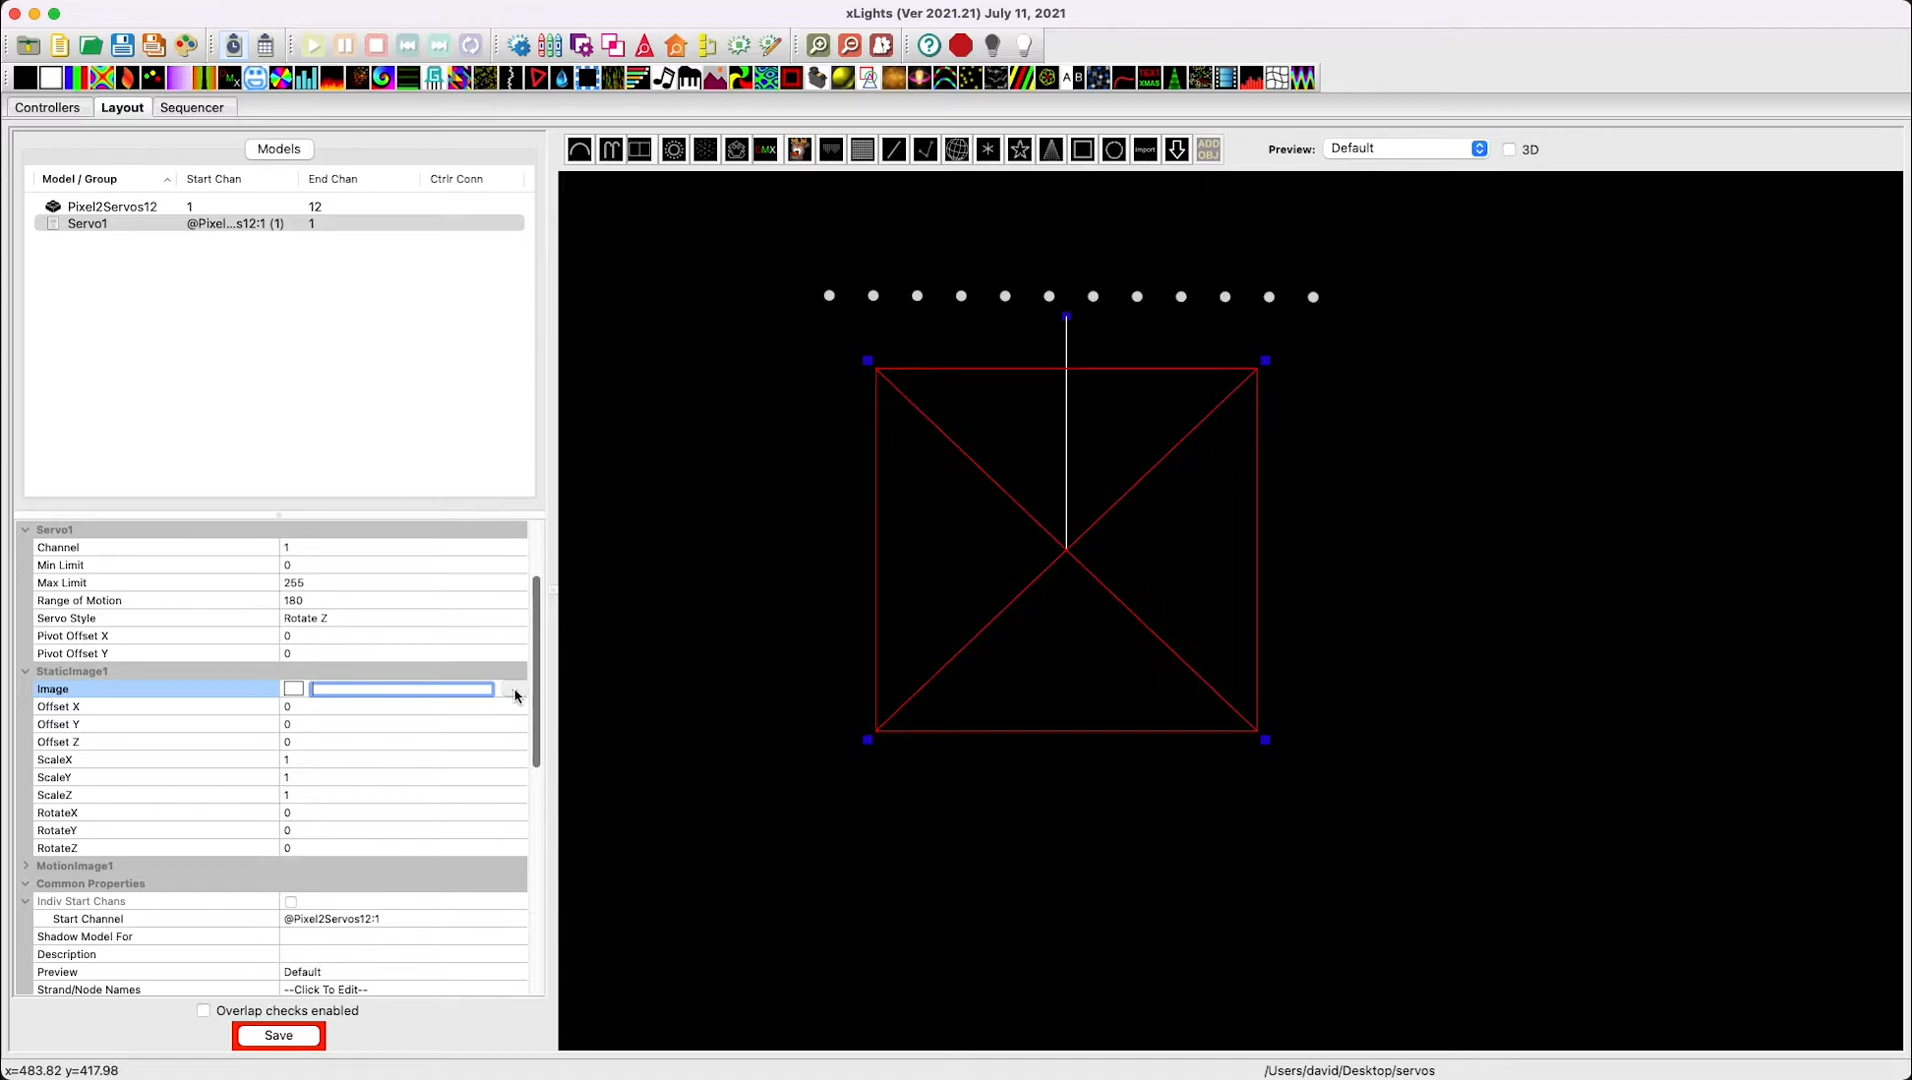 xLights (Ver 2021.21) July 11, 2021
Controllers Layout Sequencer
Models
Preview: Default 3D
Model / Group Start Chan End Chan Ctrlr Conn
Pixel2Servos12 1 12
Servo1 @Pixel...s12:1 (1) 1
Servo1
Channel 1
Min Limit 0
Max Limit 255
Range of Motion 180
Servo Style Rotate Z
Pivot Offset X 0
Pivot Offset Y 0
StaticImage1
Image
Offset X 0
Offset Y 0
Offset Z 0
ScaleX 1
ScaleY 1
ScaleZ 1
RotateX 0
RotateY 0
RotateZ 0
MotionImage1
Common Properties
Indiv Start Chans
Start Channel @Pixel2Servos12:1
Shadow Model For
Description
Preview Default
Strand/Node Names --Click To Edit--
Overlap checks enabled
Save
x=483.82 y=417.98 /Users/david/Desktop/servos